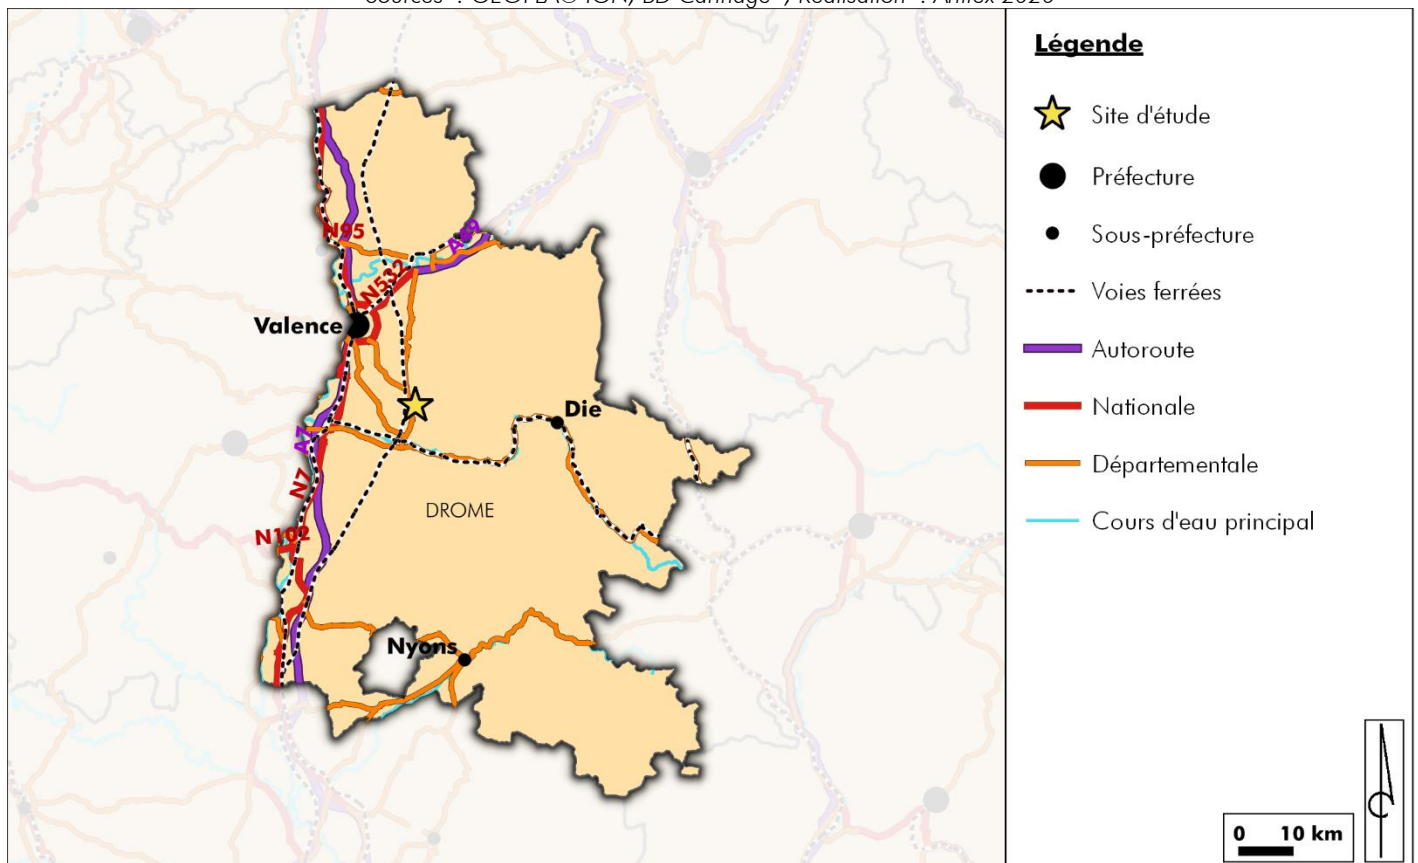 Légende
Site d'étude
Préfecture
Sous-préfecture
Voies ferrées
Autoroute
Nationale
Départementale
Cours d'eau principal
N95
A49
N532
Valence
Die
A7
N7
DROME
N102
Nyons
0 10 km